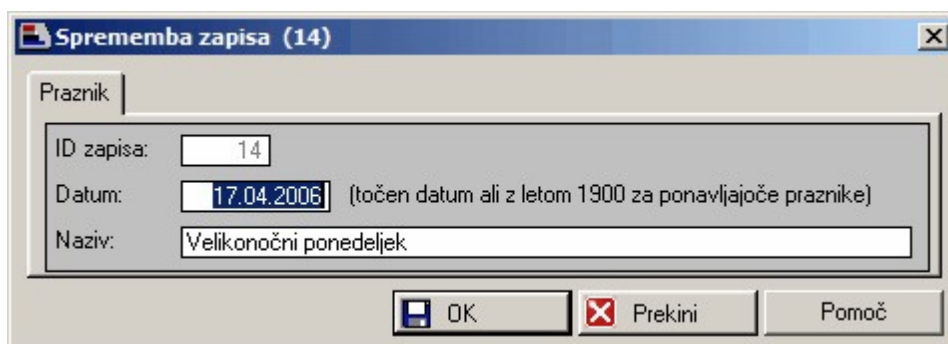 Sprememba zapisa (14)
Praznik
ID zapisa: 14
Datum: 17.04.2006 (točen datum ali z letom 1900 za ponavljajoče praznike)
Naziv: Velikonočni ponedeljek
OK Prekini Pomoč